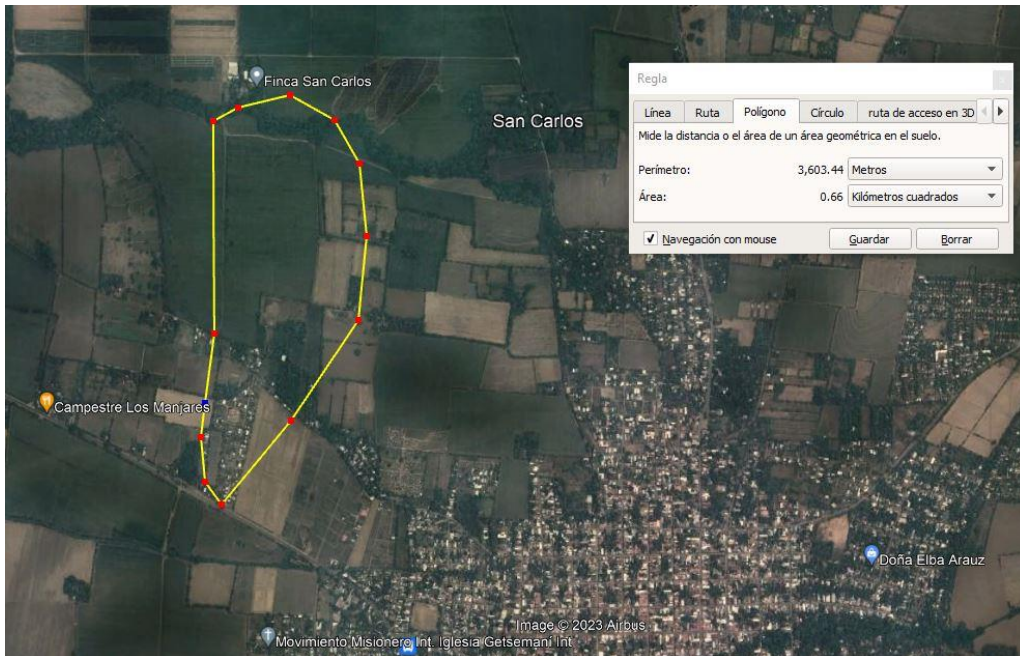 Finca San Carlos
San Carlos
Campestre Los Manjares
Doña Elba Arauz
Movimiento Misionero Int. Iglesia Getsemaní Int
Image © 2023 Airbus
Regla
Línea Ruta Polígono Círculo ruta de acceso en 3D
Mide la distancia o el área de un área geométrica en el suelo.
Perímetro: 3,603.44 Metros
Área: 0.66 Kilómetros cuadrados
Navegación con mouse Guardar Borrar